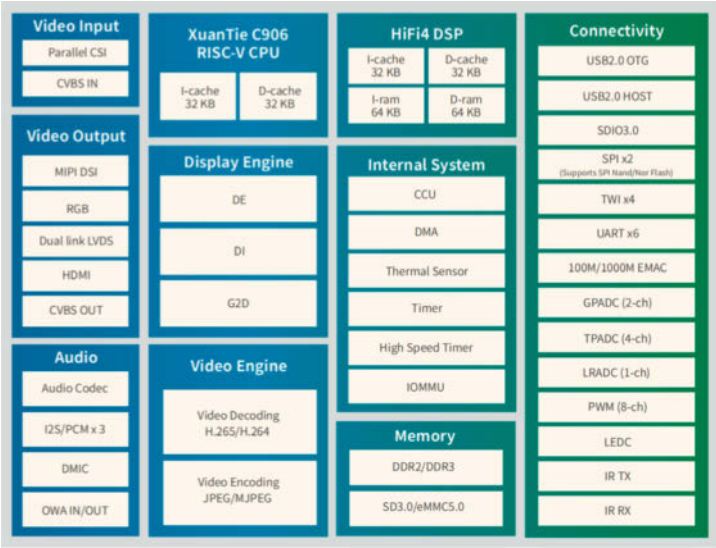 Video Input
Parallel CSI
CVBS IN
Video Output
MIPI DSI
RGB
Dual link LVDS
HDMI
CVBS OUT
Audio
Audio Codec
I2S/PCM x 3
DMIC
OWA IN/OUT
XuanTie C906
RISC-V CPU
I-cache
32 KB
D-cache
32 KB
Display Engine
DE
DI
G2D
Video Engine
Video Decoding
H.265/H.264
Video Encoding
JPEG/MJPEG
HiFi4 DSP
I-cache
32 KB
D-cache
32 KB
I-ram
64 KB
D-ram
64 KB
Internal System
CCU
DMA
Thermal Sensor
Timer
High Speed Timer
IOMMU
Memory
DDR2/DDR3
SD3.0/eMMC5.0
Connectivity
USB2.0 OTG
USB2.0 HOST
SDIO3.0
SPI x2
(Supports SPI Nand/Nor Flash)
TWI x4
UART x6
100M/1000M EMAC
GPADC (2-ch)
TPADC (4-ch)
LRADC (1-ch)
PWM (8-ch)
LEDC
IR TX
IR RX